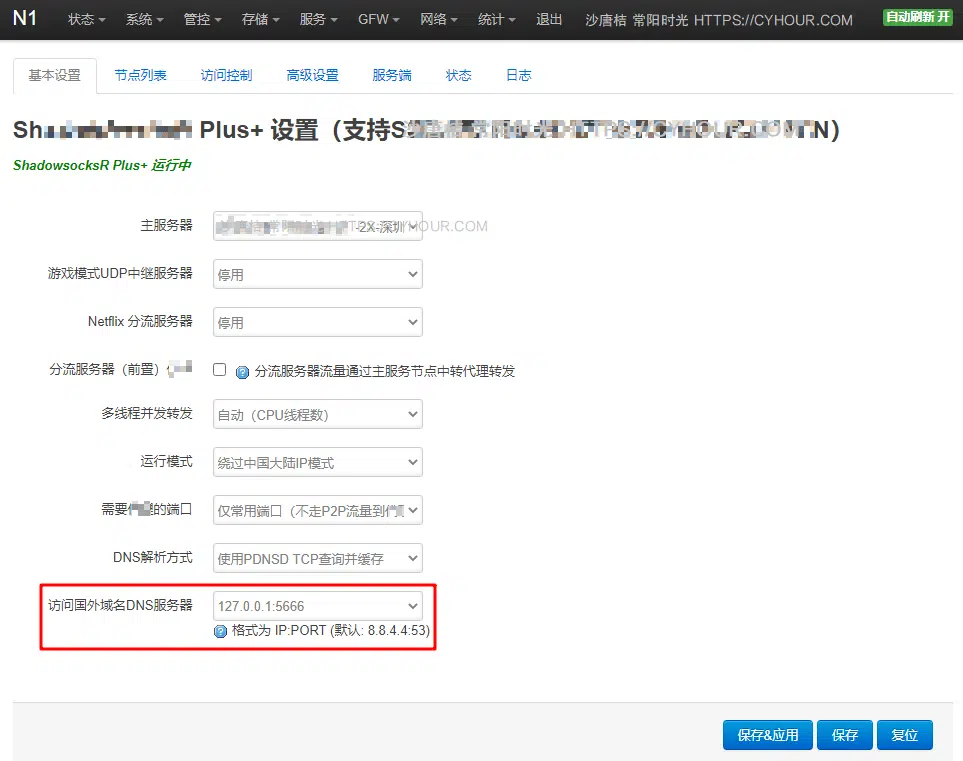 N1 状态 系统 管控 存储 服务 GFW 网络 统计 退出 沙唐桔 常阳时光 HTTPS://CYHOUR.COM 自动刷新 开
基本设置 节点列表 访问控制 高级设置 服务端 状态 日志
Sh Plus+ 设置（支持S N）
ShadowsocksR Plus+ 运行中
主服务器 -2X-深圳
游戏模式UDP中继服务器 停用
Netflix 分流服务器 停用
分流服务器（前置） 分流服务器流量通过主服务节点中转代理转发
多线程并发转发 自动（CPU线程数）
运行模式 绕过中国大陆IP模式
需要 的端口 仅常用端口（不走P2P流量到
DNS解析方式 使用PDNSD TCP查询并缓存
访问国外域名DNS服务器 127.0.0.1:5666
格式为 IP:PORT (默认: 8.8.4.4:53)
保存&应用 保存 复位